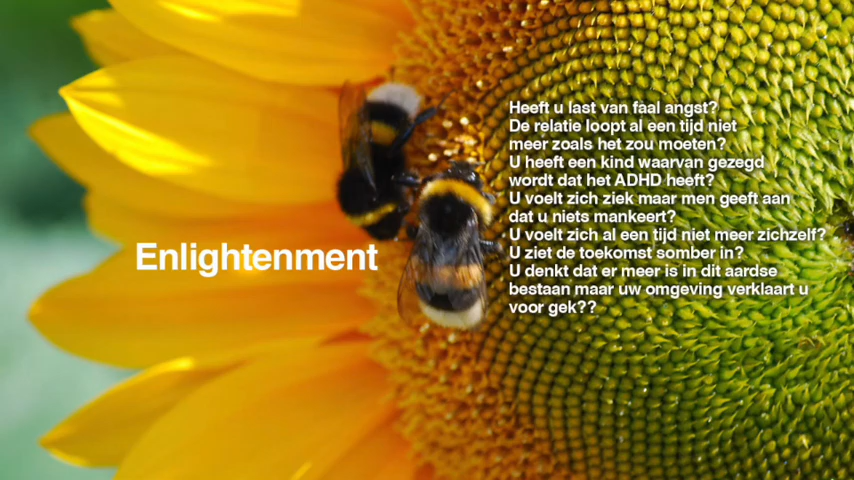 Enlightenment
Heeft u last van faal angst?
De relatie loopt al een tijd niet
meer zoals het zou moeten?
U heeft een kind waarvan gezegd
wordt dat het ADHD heeft?
U voelt zich ziek maar men geeft aan
dat u niets mankeert?
U voelt zich al een tijd niet meer zichzelf?
U ziet de toekomst somber in?
U denkt dat er meer is in dit aardse
bestaan maar uw omgeving verklaart u
voor gek??